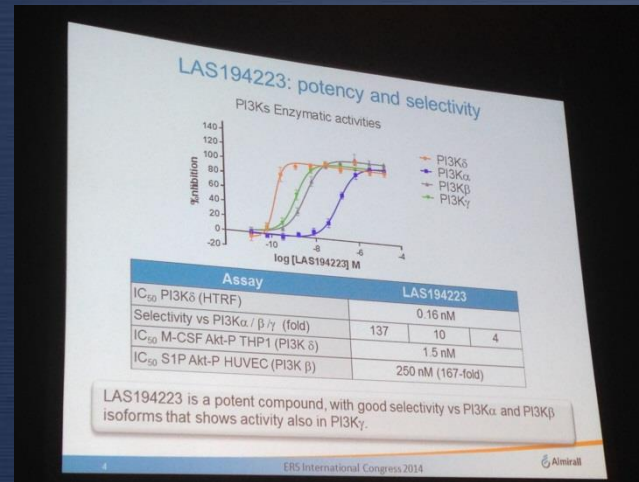 LAS194223: potency and selectivity
PI3Ks Enzymatic activities
%Inhibition
140
120
100
80
60
40
20
0
-20
-10 -8 -6 -4
log [LAS194223] M
PI3Kδ
PI3Kα
PI3Kβ
PI3Kγ
Assay LAS194223
IC₅₀ PI3Kδ (HTRF) 0.16 nM
Selectivity vs PI3Kα / β /γ (fold) 137 10 4
IC₅₀ M-CSF Akt-P THP1 (PI3K δ) 1.5 nM
IC₅₀ S1P Akt-P HUVEC (PI3K β) 250 nM (167-fold)
LAS194223 is a potent compound, with good selectivity vs PI3Kα and PI3Kβ
isoforms that shows activity also in PI3Kγ.
4 ERS International Congress 2014 Almirall